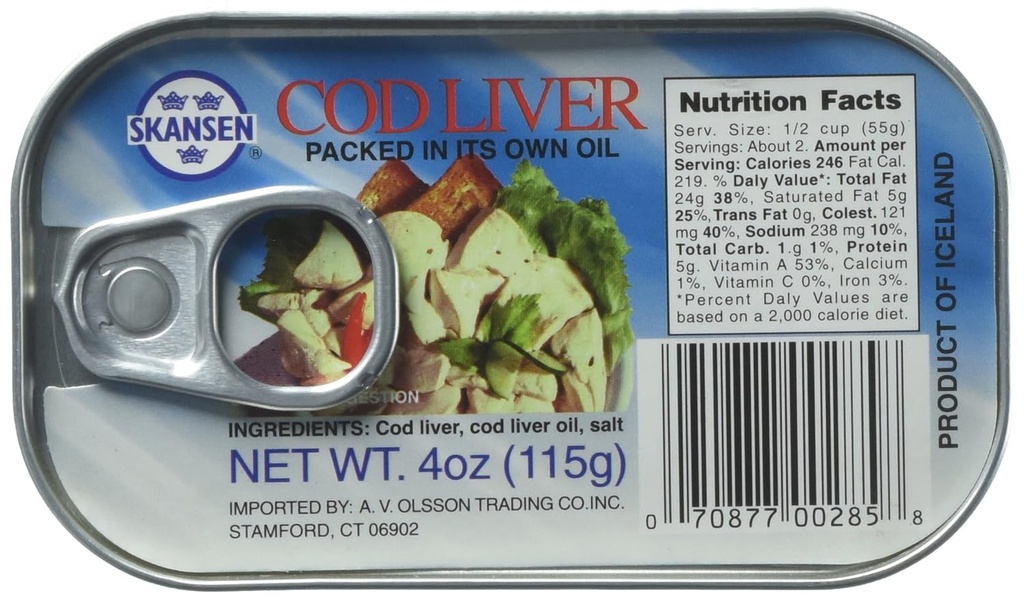 SKANSEN
®
COD LIVER
PACKED IN ITS OWN OIL
Nutrition Facts
Serv. Size: 1/2 cup (55g)
Servings: About 2. Amount per
Serving: Calories 246 Fat Cal.
219. % Daly Value*: Total Fat
24g 38%, Saturated Fat 5g
25%, Trans Fat 0g, Colest. 121
mg 40%, Sodium 238 mg 10%,
Total Carb. 1.g 1%, Protein
5g. Vitamin A 53%, Calcium
1%, Vitamin C 0%, Iron 3%.
*Percent Daly Values are
based on a 2,000 calorie diet.
PRODUCT OF ICELAND
INGREDIENTS: Cod liver, cod liver oil, salt
NET WT. 4oz (115g)
IMPORTED BY: A. V. OLSSON TRADING CO.INC.
STAMFORD, CT 06902
0 70877 00285 8